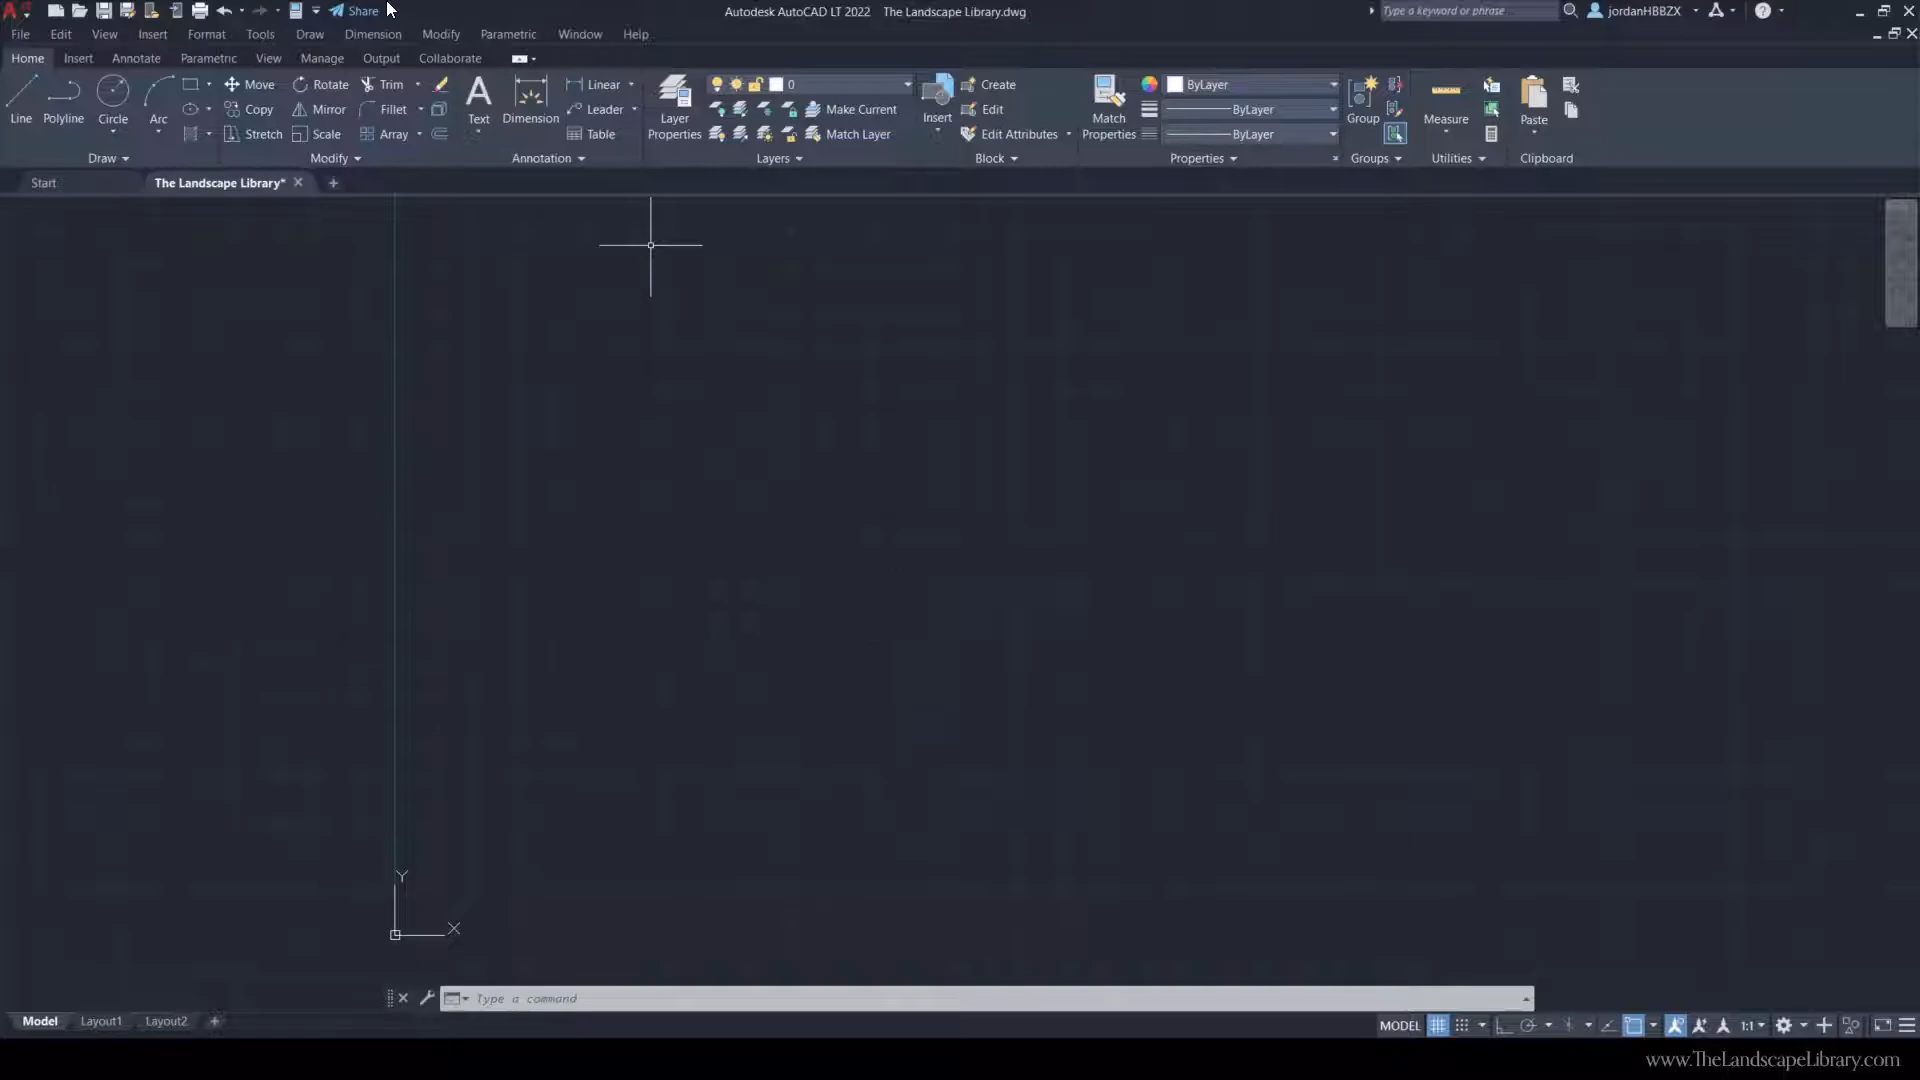 Share
Autodesk AutoCAD LT 2022 The Landscape Library.dwg
Type a keyword or phrase
jordanHBBZX
File Edit View Insert Format Tools Draw Dimension Modify Parametric Window Help
Home Insert Annotate Parametric View Manage Output Collaborate
Move Rotate Trim Linear 0 Create ByLayer
Line Polyline Circle Arc Copy Mirror Fillet Text Dimension Leader Layer Properties Make Current Insert Edit Match Properties ByLayer Group Measure Paste
Stretch Scale Array Table Match Layer Edit Attributes ByLayer
Draw Modify Annotation Layers Block Properties Groups Utilities Clipboard
Start The Landscape Library*
Y
X
Type a command
Model Layout1 Layout2
MODEL 1:1
www.TheLandscapeLibrary.com